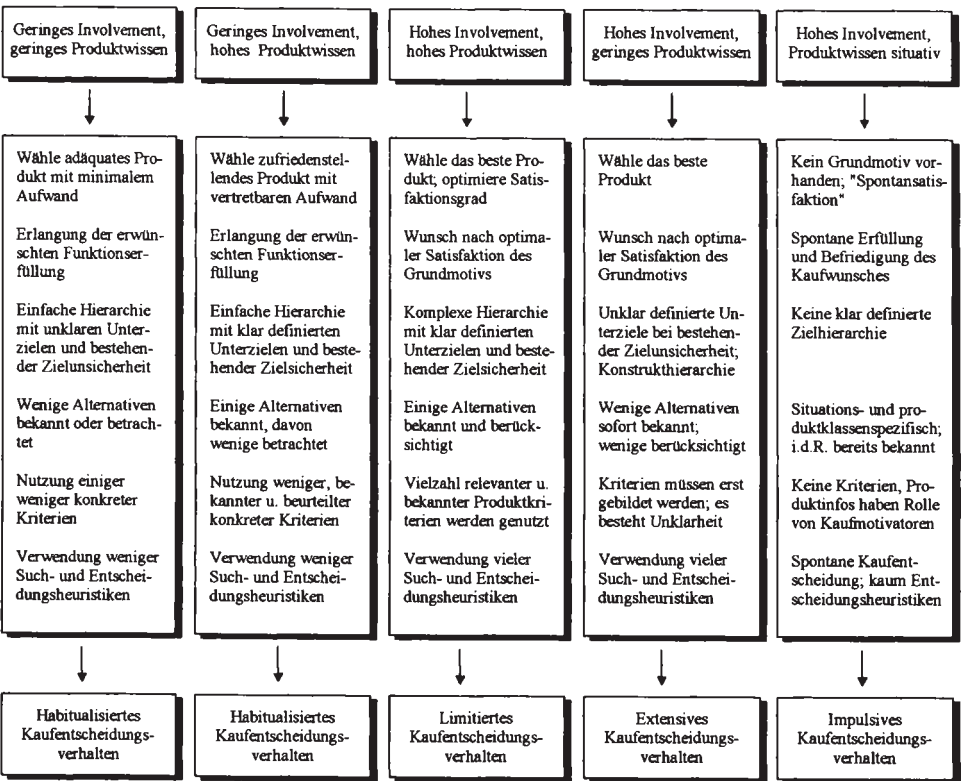 Geringes Involvement,
geringes Produktwissen
Geringes Involvement,
hohes Produktwissen
Hohes Involvement,
hohes Produktwissen
Hohes Involvement,
geringes Produktwissen
Hohes Involvement,
Produktwissen situativ
Wähle adäquates Pro-
dukt mit minimalem
Aufwand
Erlangung der erwün-
schten Funktionser-
füllung
Einfache Hierarchie
mit unklaren Unter-
zielen und bestehen-
der Zielunsicherheit
Wenige Alternativen
bekannt oder betrach-
tet
Nutzung einiger
weniger konkreter
Kriterien
Verwendung weniger
Such- und Entschei-
dungsheuristiken
Wähle zufriedenstel-
lendes Produkt mit
vertretbaren Aufwand
Erlangung der erwün-
schten Funktionser-
füllung
Einfache Hierarchie
mit klar definierten
Unterzielen und beste-
hender Zielsicherheit
Einige Alternativen
bekannt, davon
wenige betrachtet
Nutzung weniger, be-
kannter u. beurteilter
konkreter Kriterien
Verwendung weniger
Such- und Entschei-
dungsheuristiken
Wähle das beste Pro-
dukt; optimiere Satis-
faktionsgrad
Wunsch nach optima-
ler Satisfaktion des
Grundmotivs
Komplexe Hierarchie
mit klar definierten
Unterzielen und beste-
hender Zielsicherheit
Einige Alternativen
bekannt und berück-
sichtigt
Vielzahl relevanter u.
bekannter Produktkri-
terien werden genutzt
Verwendung vieler
Such- und Entschei-
dungsheuristiken
Wähle das beste
Produkt
Wunsch nach optima-
ler Satisfaktion des
Grundmotivs
Unklar definierte Un-
terziele bei bestehen-
der Zielunsicherheit;
Konstrukthierarchie
Wenige Alternativen
sofort bekannt;
wenige berücksichtigt
Kriterien müssen erst
gebildet werden; es
besteht Unklarheit
Verwendung vieler
Such- und Entschei-
dungsheuristiken
Kein Grundmotiv vor-
handen; "Spontansatis-
faktion"
Spontane Erfüllung
und Befriedigung des
Kaufwunsches
Keine klar definierte
Zielhierarchie
Situations- und pro-
duktklassenspezifisch;
i.d.R. bereits bekannt
Keine Kriterien, Pro-
duktinfos haben Rolle
von Kaufmotivatoren
Spontane Kaufent-
scheidung; kaum Ent-
scheidungsheuristiken
Habitualisiertes
Kaufentscheidungs-
verhalten
Habitualisiertes
Kaufentscheidungs-
verhalten
Limitiertes
Kaufentscheidungs-
verhalten
Extensives
Kaufentscheidungs-
verhalten
Impulsives
Kaufentscheidungs-
verhalten